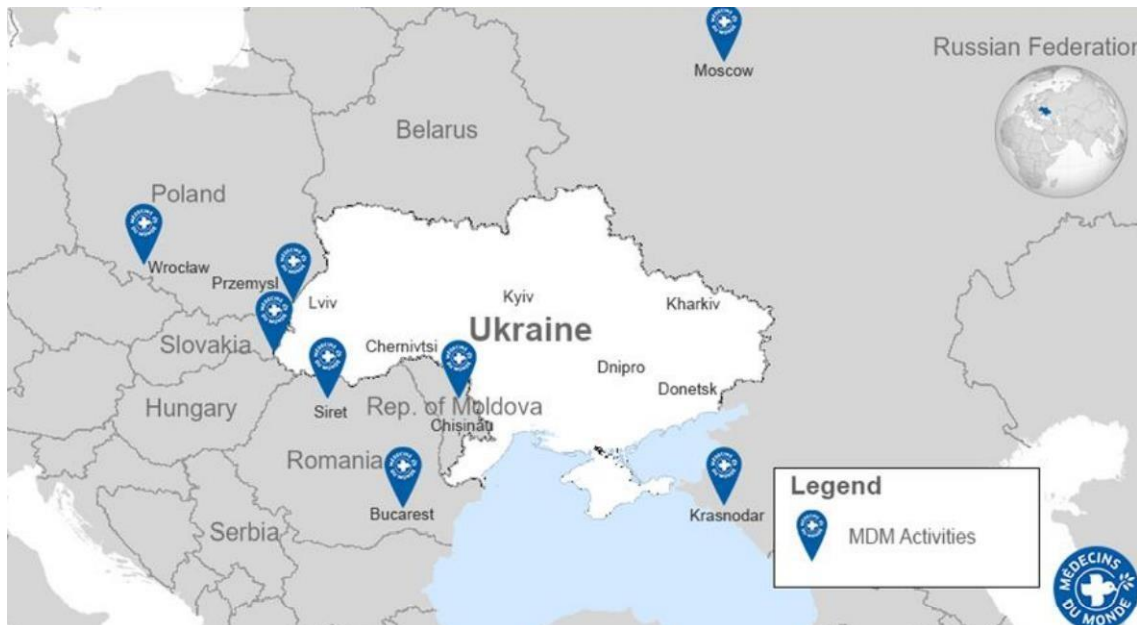 Russian Federation
Moscow
Belarus
Poland
Wrocław
Przemysl
Lviv
Kyiv
Kharkiv
Ukraine
Slovakia
Chernivtsi
Dnipro
Donetsk
Hungary
Siret
Rep. of Moldova
Chisinău
Romania
Bucarest
Krasnodar
Serbia
Legend
MDM Activities
MÉDECINS
DU MONDE